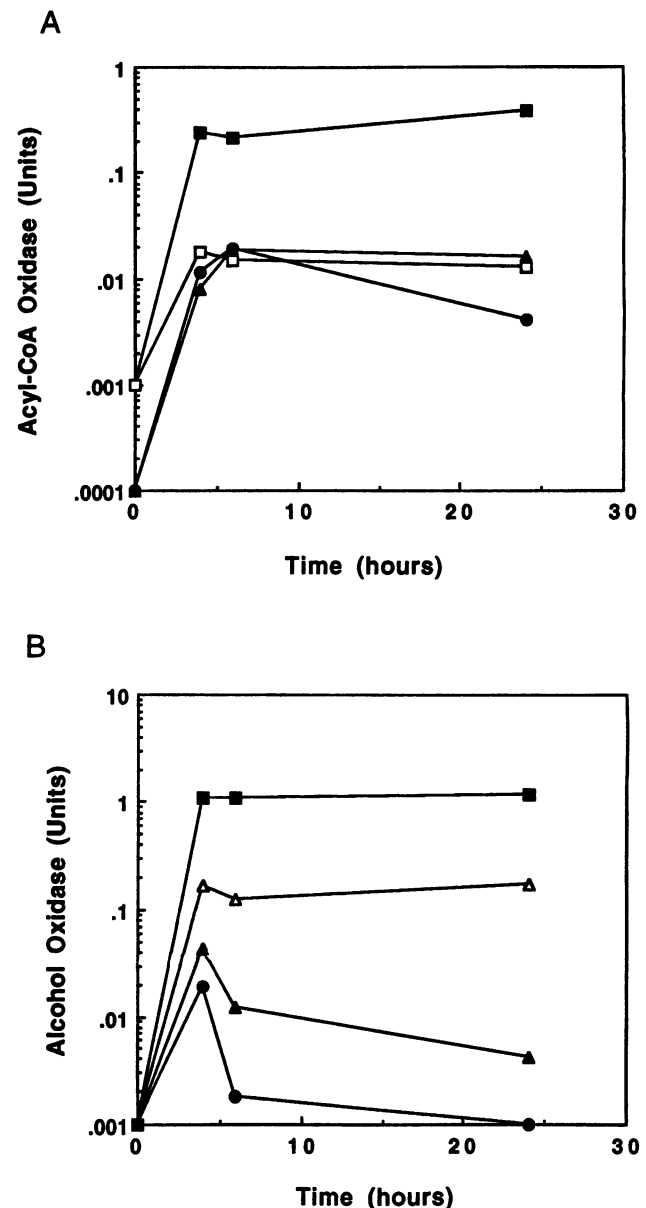 A
Acyl-CoA Oxidase (Units)
1
.1
.01
.001
.0001
0 10 20 30
Time (hours)
B
Alcohol Oxidase (Units)
10
1
.1
.01
.001
0 10 20 30
Time (hours)